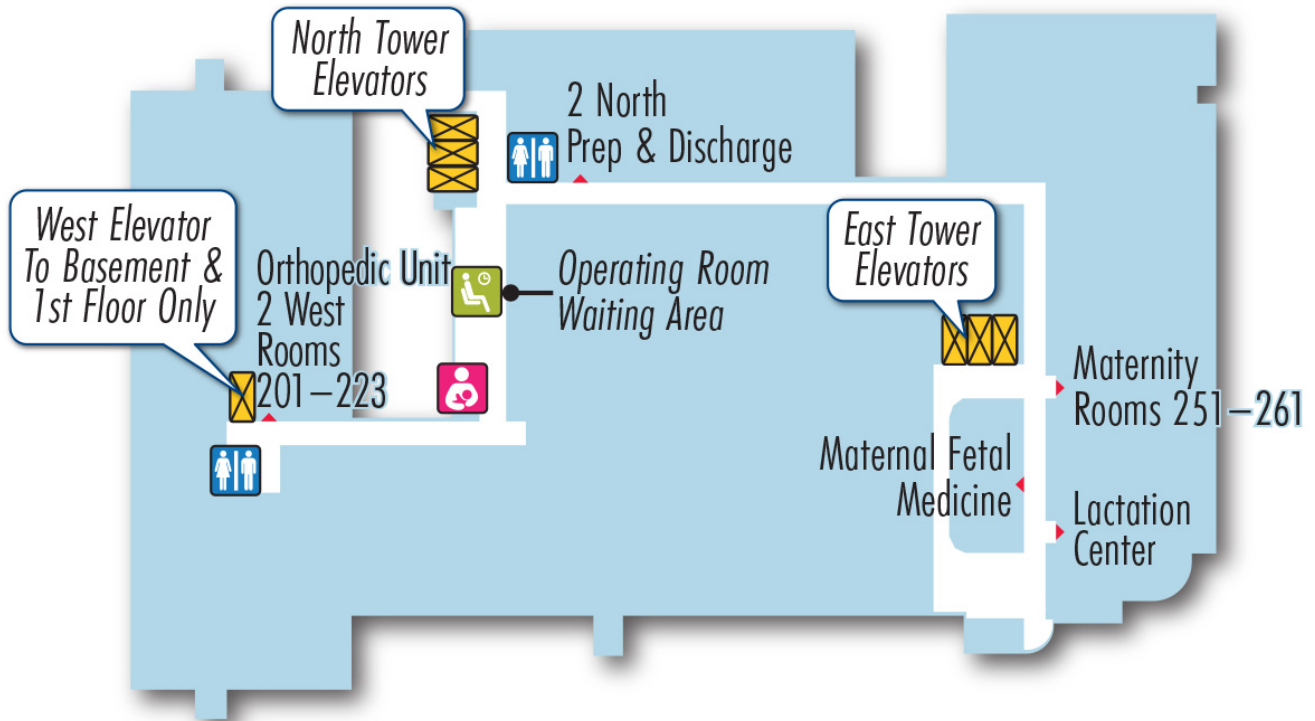 North Tower
Elevators
2 North
Prep & Discharge
West Elevator
To Basement &
1st Floor Only
Orthopedic Unit
2 West
Rooms
201–223
Operating Room
Waiting Area
East Tower
Elevators
Maternity
Rooms 251–261
Maternal Fetal
Medicine
Lactation
Center